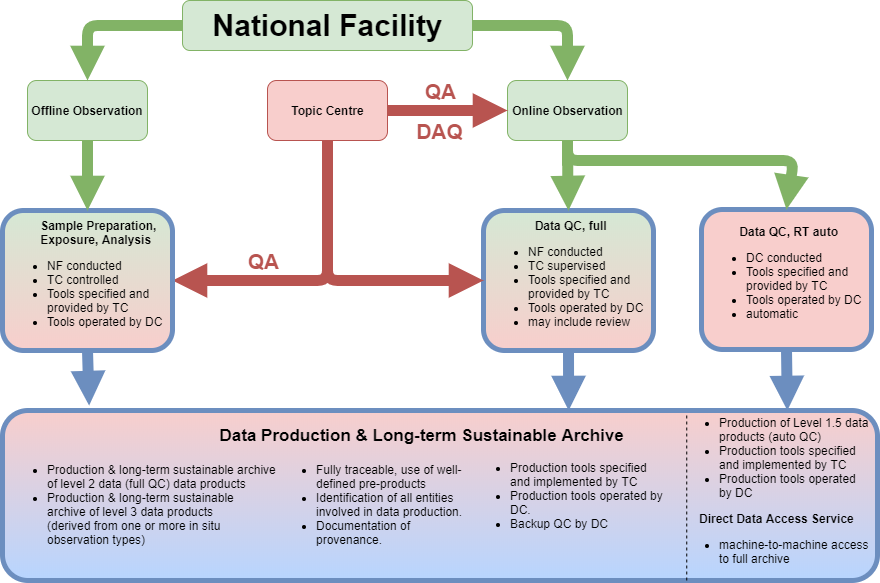 National Facility
Offline Observation
Topic Centre
QA
DAQ
Online Observation
Sample Preparation,
Exposure, Analysis
• NF conducted
• TC controlled
• Tools specified and
provided by TC
• Tools operated by DC
QA
Data QC, full
• NF conducted
• TC supervised
• Tools specified and
provided by TC
• Tools operated by DC
• may include review
Data QC, RT auto
• DC conducted
• Tools specified and
provided by TC
• Tools operated by DC
• automatic
Data Production & Long-term Sustainable Archive
• Production & long-term sustainable archive
of level 2 data (full QC) data products
• Production & long-term sustainable
archive of level 3 data products
(derived from one or more in situ
observation types)
• Fully traceable, use of well-
defined pre-products
• Identification of all entities
involved in data production.
• Documentation of
provenance.
• Production tools specified
and implemented by TC
• Production tools operated by
DC.
• Backup QC by DC
• Production of Level 1.5 data
products (auto QC)
• Production tools specified
and implemented by TC
• Production tools operated
by DC
Direct Data Access Service
• machine-to-machine access
to full archive